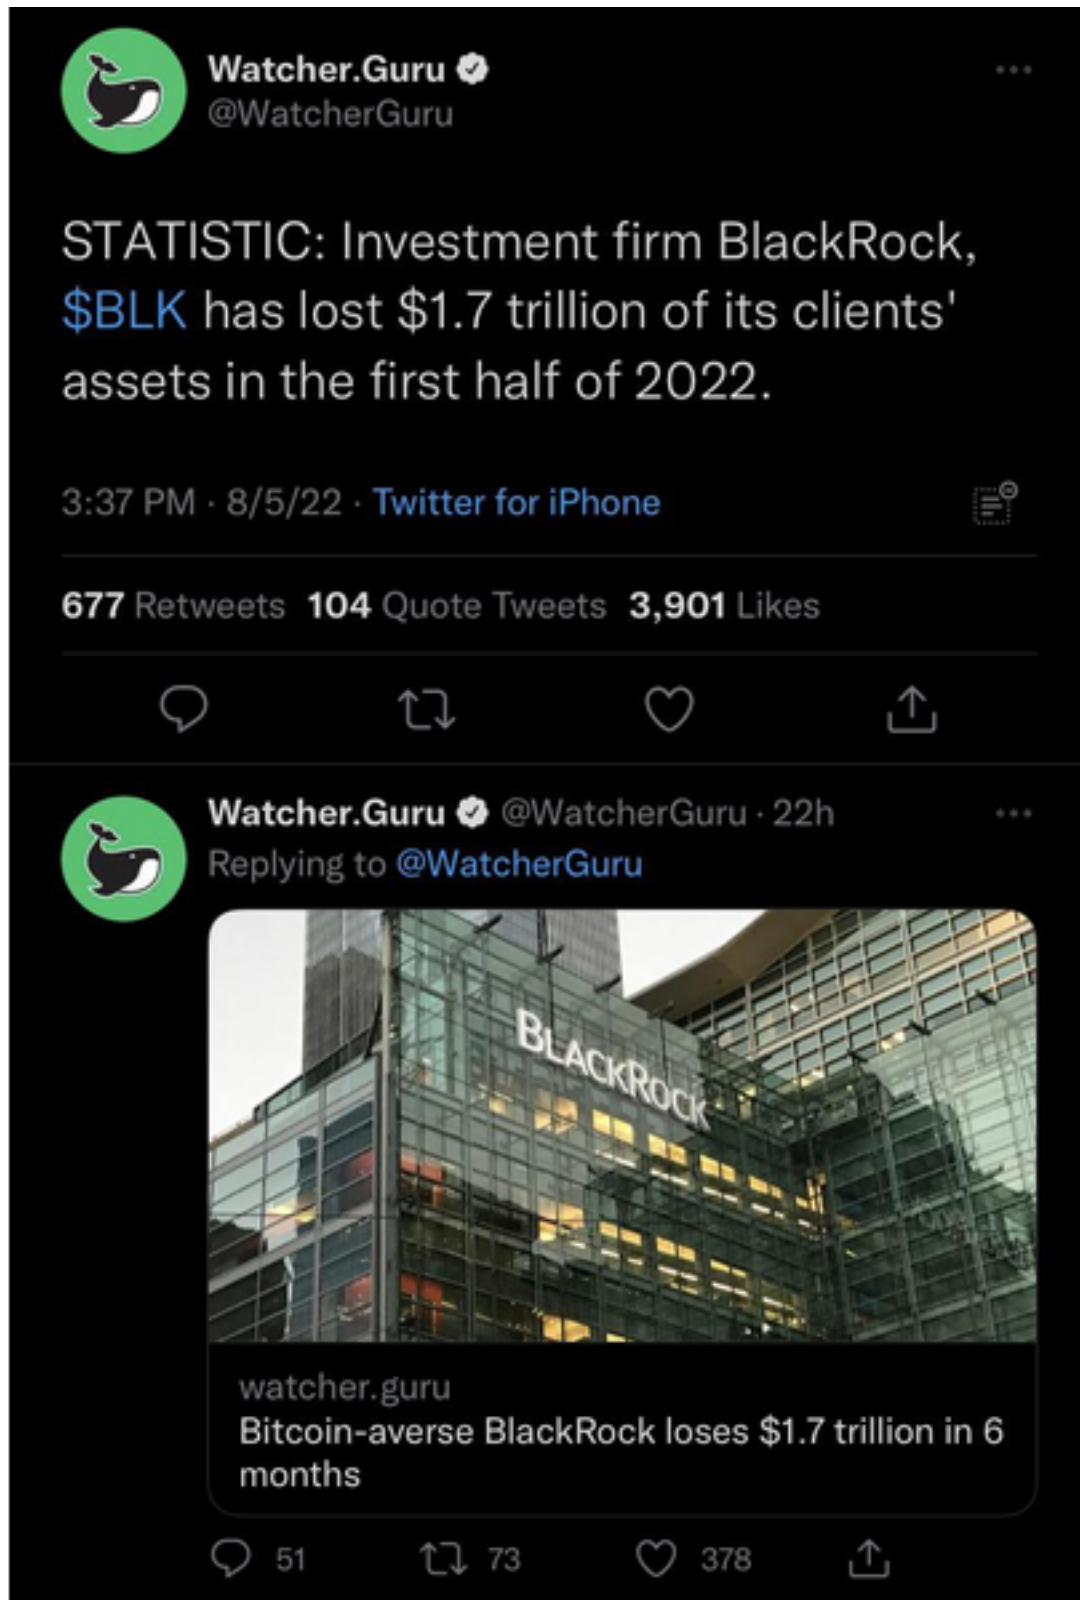 Watcher.Guru
@WatcherGuru
STATISTIC: Investment firm BlackRock,
$BLK has lost $1.7 trillion of its clients'
assets in the first half of 2022.
3:37 PM · 8/5/22 · Twitter for iPhone
677 Retweets 104 Quote Tweets 3,901 Likes
Watcher.Guru @WatcherGuru · 22h
Replying to @WatcherGuru
BLACKROCK
watcher.guru
Bitcoin-averse BlackRock loses $1.7 trillion in 6
months
51 73 378